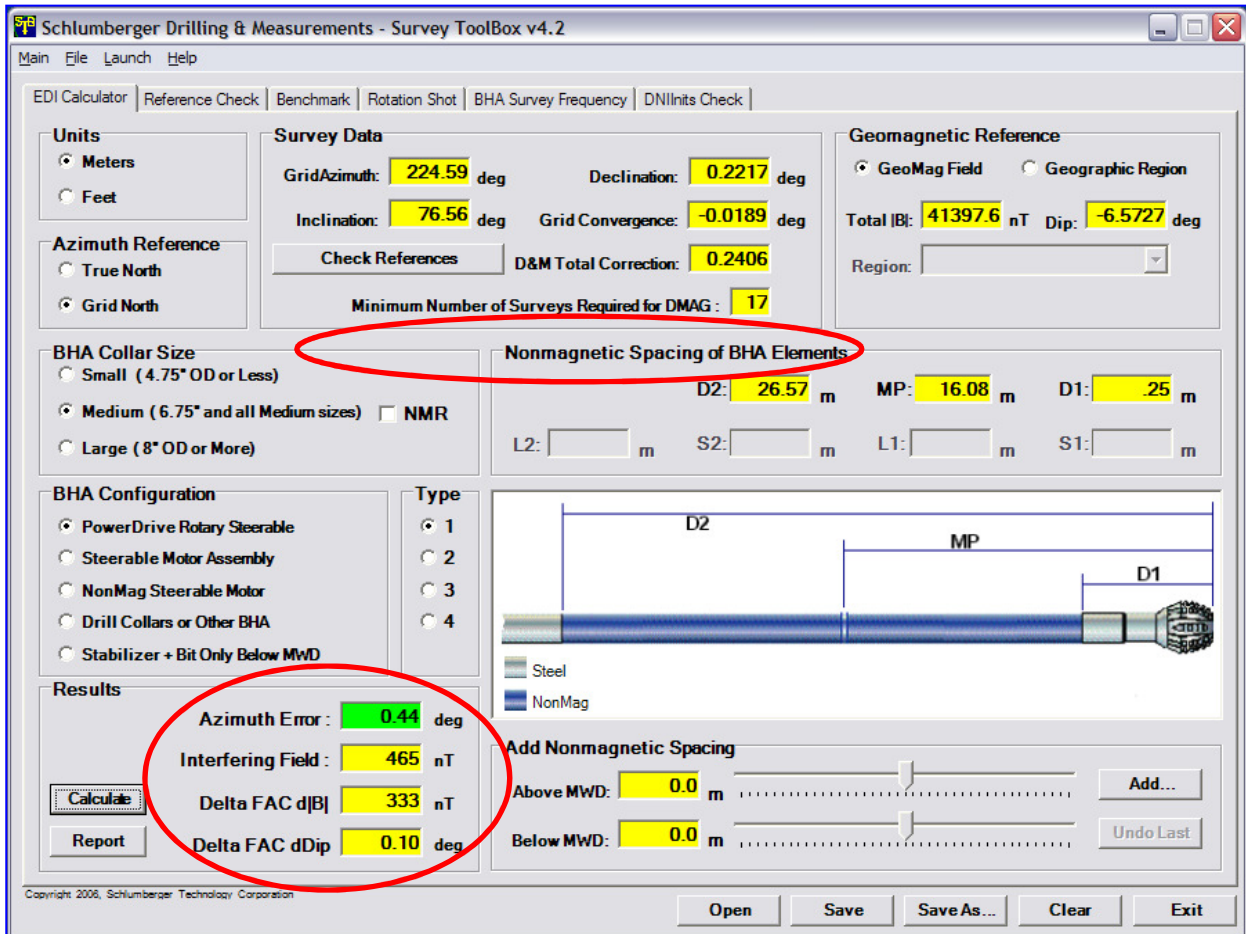 Schlumberger Drilling & Measurements - Survey ToolBox v4.2
Main File Launch Help
EDI Calculator Reference Check Benchmark Rotation Shot BHA Survey Frequency DNIInits Check
Units
Meters
Feet
Azimuth Reference
True North
Grid North
Survey Data
GridAzimuth: 224.59 deg Declination: 0.2217 deg
Inclination: 76.56 deg Grid Convergence: -0.0189 deg
Check References D&M Total Correction: 0.2406
Minimum Number of Surveys Required for DMAG : 17
Geomagnetic Reference
GeoMag Field Geographic Region
Total |B|: 41397.6 nT Dip: -6.5727 deg
Region:
BHA Collar Size
Small ( 4.75" OD or Less)
Medium ( 6.75" and all Medium sizes) NMR
Large ( 8" OD or More)
Nonmagnetic Spacing of BHA Elements
D2: 26.57 m MP: 16.08 m D1: .25 m
L2: m S2: m L1: m S1: m
BHA Configuration
PowerDrive Rotary Steerable
Steerable Motor Assembly
NonMag Steerable Motor
Drill Collars or Other BHA
Stabilizer + Bit Only Below MWD
Type
1
2
3
4
D2
MP
D1
Steel
NonMag
Results
Azimuth Error : 0.44 deg
Interfering Field : 465 nT
Calculate Delta FAC d|B| 333 nT
Report Delta FAC dDip 0.10 deg
Add Nonmagnetic Spacing
Above MWD: 0.0 m Add...
Below MWD: 0.0 m Undo Last
Copyright 2006, Schlumberger Technology Corporation
Open Save Save As... Clear Exit